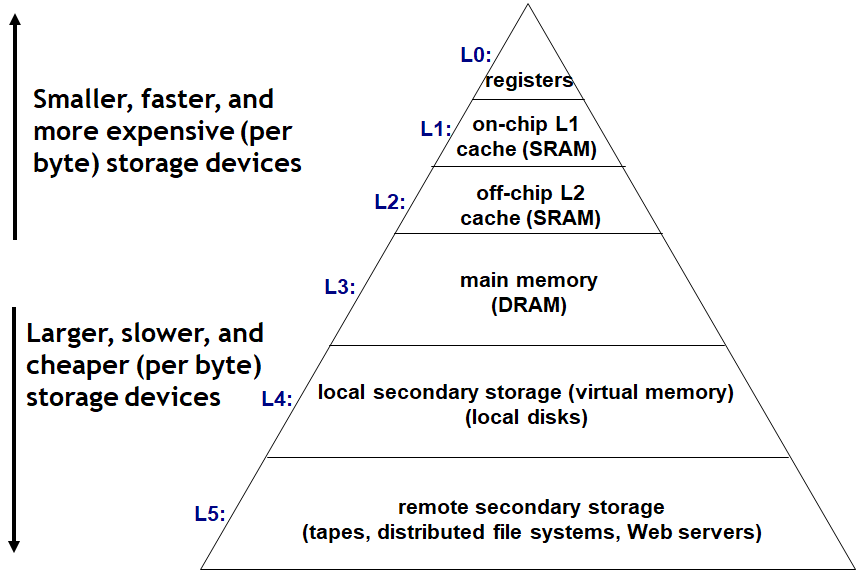 L0:
registers
Smaller, faster, and
more expensive (per
byte) storage devices
L1:
on-chip L1
cache (SRAM)
L2:
off-chip L2
cache (SRAM)
L3:
main memory
(DRAM)
Larger, slower, and
cheaper (per byte)
storage devices
L4:
local secondary storage (virtual memory)
(local disks)
L5:
remote secondary storage
(tapes, distributed file systems, Web servers)